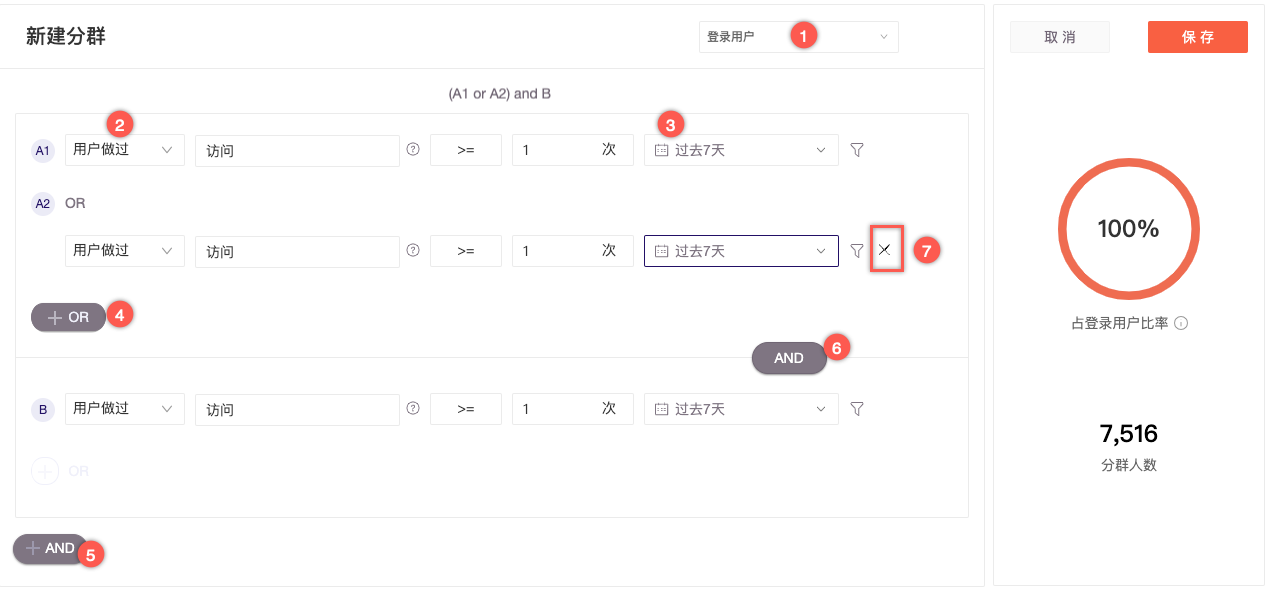 新建分群
登录用户 1
取 消
保 存
(A1 or A2) and B
2
3
A1 用户做过 访问 ? >= 1 次 过去7天
A2 OR
用户做过 访问 ? >= 1 次 过去7天 7
OR 4
AND 6
B 用户做过 访问 ? >= 1 次 过去7天
OR
AND 5
100%
占登录用户比率
7,516
分群人数